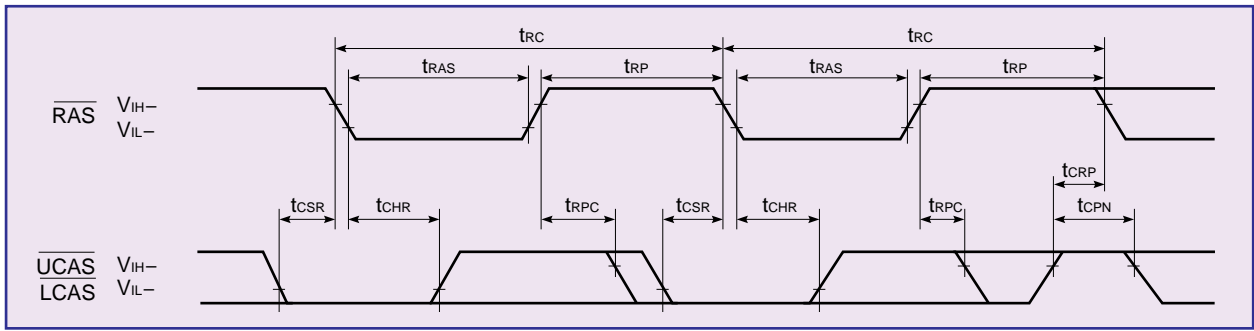 tRC tRC
tRAS tRP tRAS tRP
RAS VIH–
VIL–
tCRP
tCSR tCHR tRPC tCSR tCHR tRPC tCPN
UCAS VIH–
LCAS VIL–